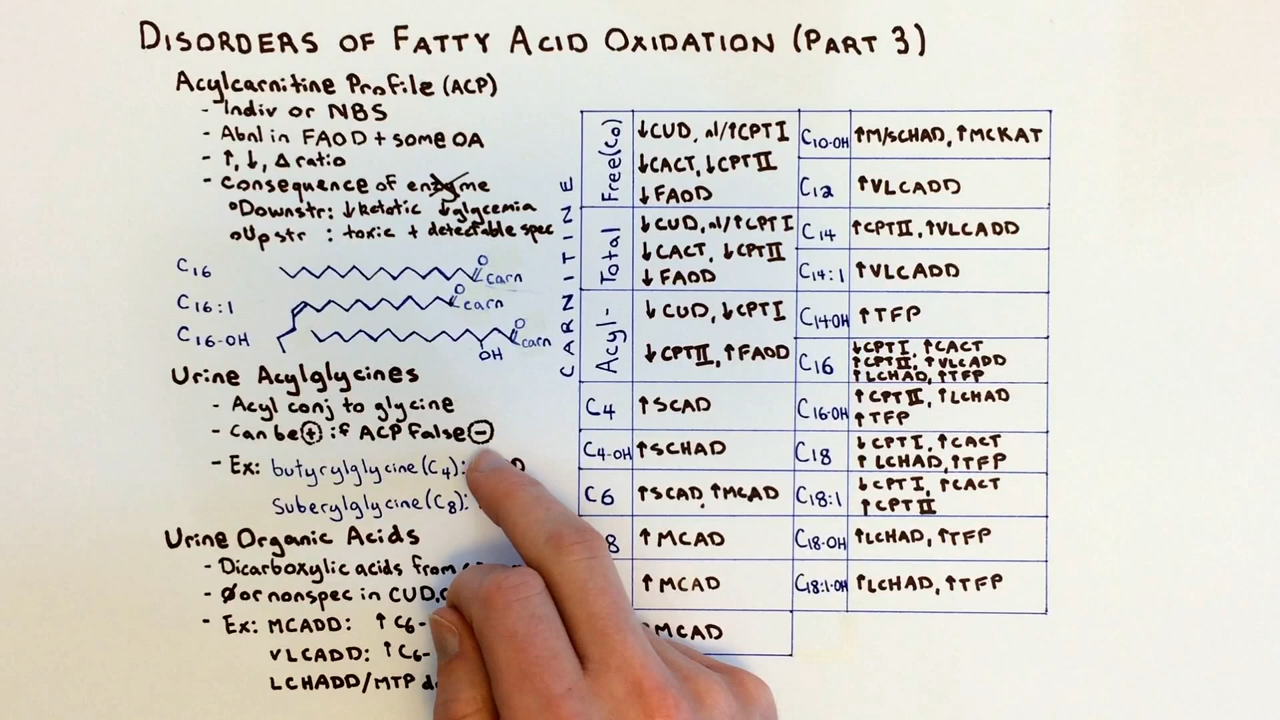 DISORDERS OF FATTY ACID OXIDATION (PART 3)
Acylcarnitine Profile (ACP)
- Indiv or NBS
- Abnl in FAOD + some OA
- ↑, ↓, Δ ratio
- Consequence of enzyme
°Downstr: ↓ketotic ↓glycemia
°Upstr : toxic + detectable spec
C16
O
Carn
C16:1
O
carn
C16-OH
O
carn
OH
Urine Acylglycines
- Acyl conj to glycine
- Can be ⊕ if ACP False ⊖
- Ex: butyrylglycine (C4):
Suberylglycine (C8):
Urine Organic Acids
- Dicarboxylic acids from
- Ø or nonspec in CUD,
- Ex: MCADD: ↑ C6-
VLCADD: ↑ C6-
LCHADD/MTP
CARNITINE
Free (C0)
↓CUD, nl/↑CPT I
↓CACT, ↓CPT II
↓FAOD
Total
↓CUD, nl/↑CPT I
↓CACT, ↓CPT II
↓FAOD
Acyl-
↓CUD, ↓CPT I
↓CPT II, ↑FAOD
C4 ↑SCAD
C4-OH ↑SCHAD
C6 ↑SCAD, ↑MCAD
8 ↑MCAD
↑MCAD
MCAD
C10-OH ↑M/SCHAD, ↑MCKAT
C12 ↑VLCADD
C14 ↑CPT II, ↑VLCADD
C14:1 ↑VLCADD
C14-OH ↑TFP
C16 ↓CPT I, ↑CACT
↑CPT II, ↑VLCADD
↑LCHAD, ↑TFP
C16-OH ↑CPT II, ↑LCHAD
↑TFP
C18 ↓CPT I, ↑CACT
↑LCHAD, ↑TFP
C18:1 ↓CPT I, ↑CACT
↑CPT II
C18-OH ↑LCHAD, ↑TFP
C18:1-OH ↑LCHAD, ↑TFP